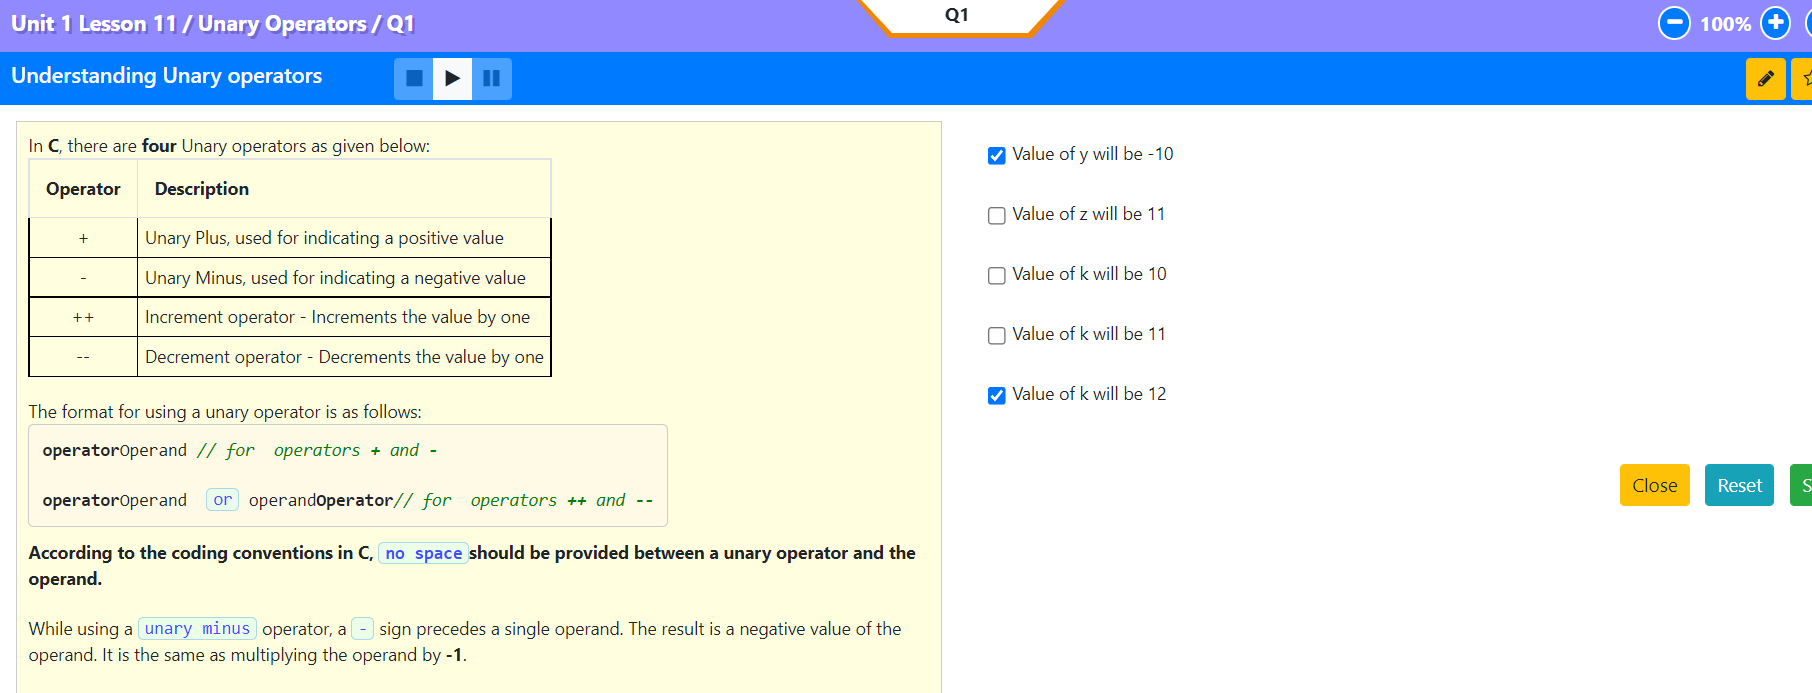 Unit 1 Lesson 11 / Unary Operators / Q1
Q1
100%
Understanding Unary operators
In C, there are four Unary operators as given below:
Operator Description
+ Unary Plus, used for indicating a positive value
- Unary Minus, used for indicating a negative value
++ Increment operator - Increments the value by one
-- Decrement operator - Decrements the value by one
The format for using a unary operator is as follows:
operatorOperand // for operators + and -
operatorOperand or operandOperator// for operators ++ and --
According to the coding conventions in C, no space should be provided between a unary operator and the
operand.
While using a unary minus operator, a - sign precedes a single operand. The result is a negative value of the
operand. It is the same as multiplying the operand by -1.
Value of y will be -10
Value of z will be 11
Value of k will be 10
Value of k will be 11
Value of k will be 12
Close Reset